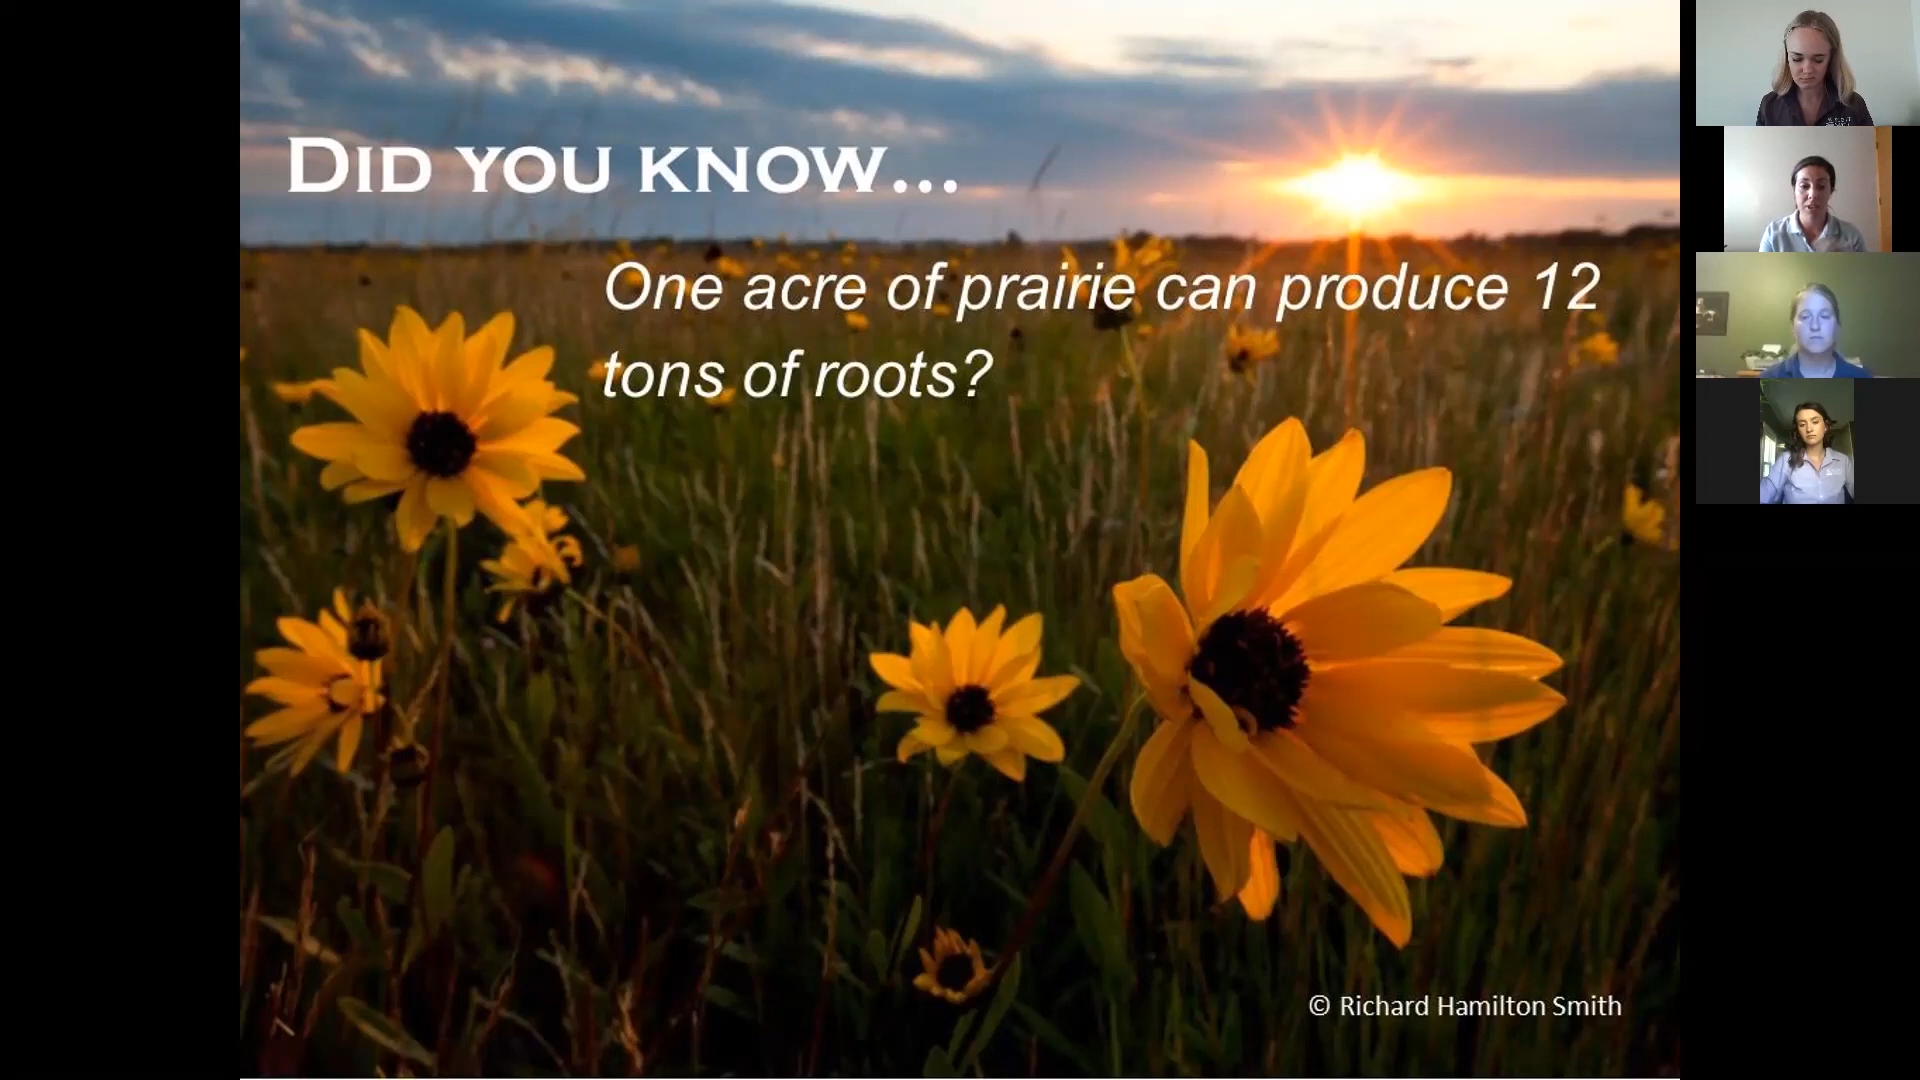 DID YOU KNOW...
One acre of prairie can produce 12
tons of roots?
© Richard Hamilton Smith